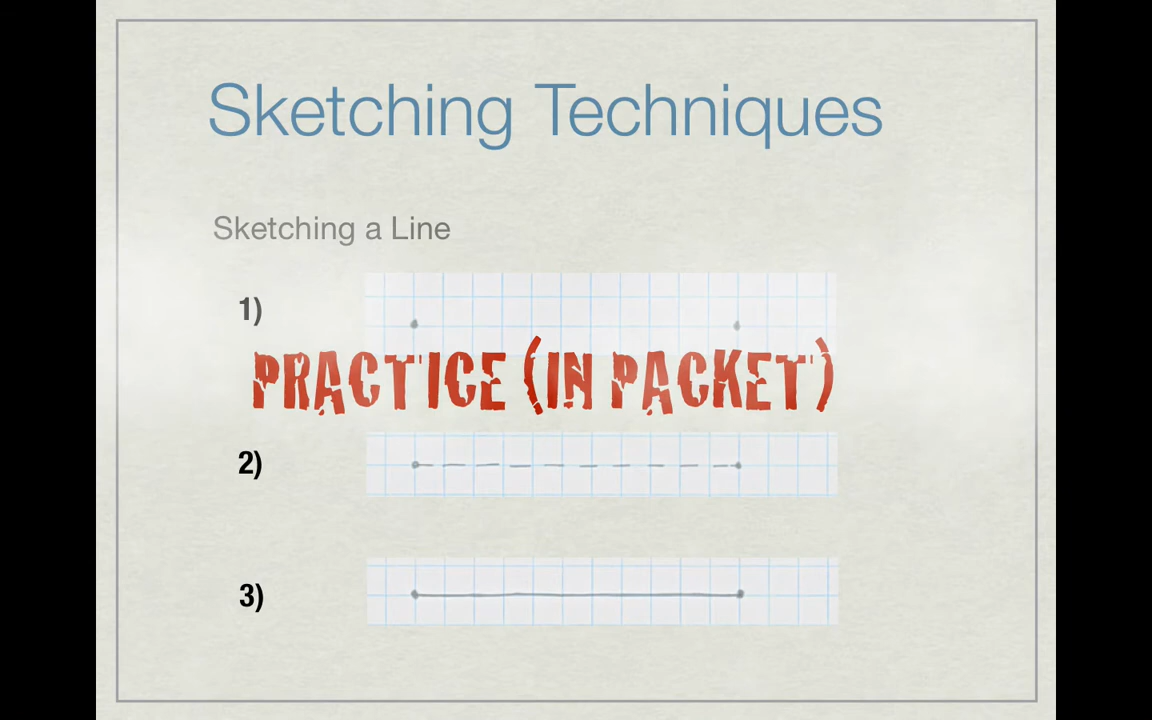 Sketching Techniques
Sketching a Line
1)
PRACTICE (IN PACKET)
2)
3)